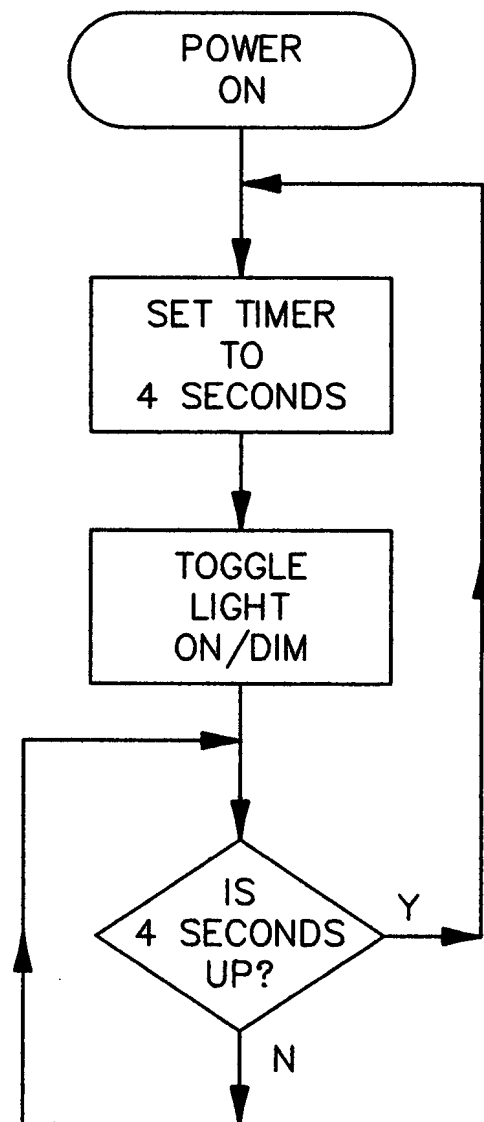 POWER
ON
SET TIMER
TO
4 SECONDS
TOGGLE
LIGHT
ON/DIM
IS
4 SECONDS
UP?
Y
N